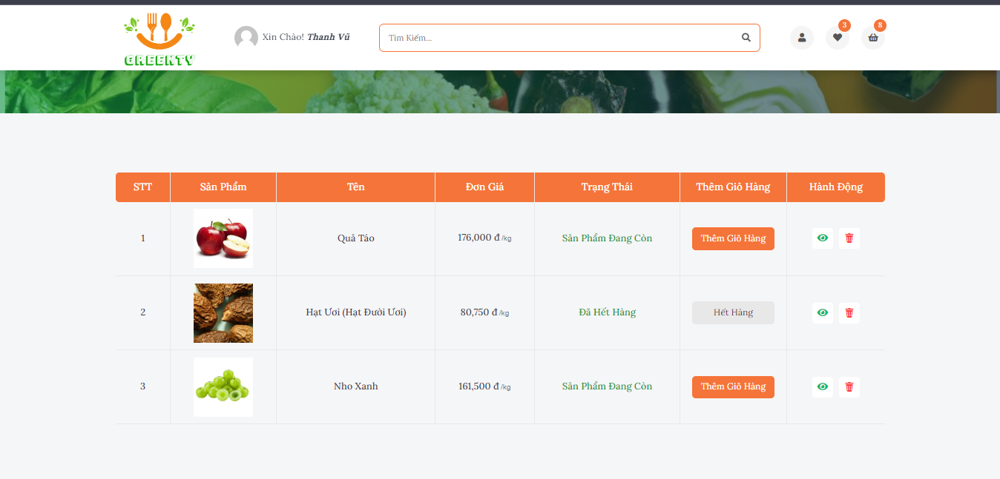 GREENTY
Xin Chào! Thanh Vũ
Tìm Kiếm...
3
8
STT Sản Phẩm Tên Đơn Giá Trạng Thái Thêm Giỏ Hàng Hành Động
1 Quả Táo 176,000 đ /kg Sản Phẩm Đang Còn Thêm Giỏ Hàng
2 Hạt Ươi (Hạt Đười Ươi) 80,750 đ /kg Đã Hết Hàng Hết Hàng
3 Nho Xanh 161,500 đ /kg Sản Phẩm Đang Còn Thêm Giỏ Hàng